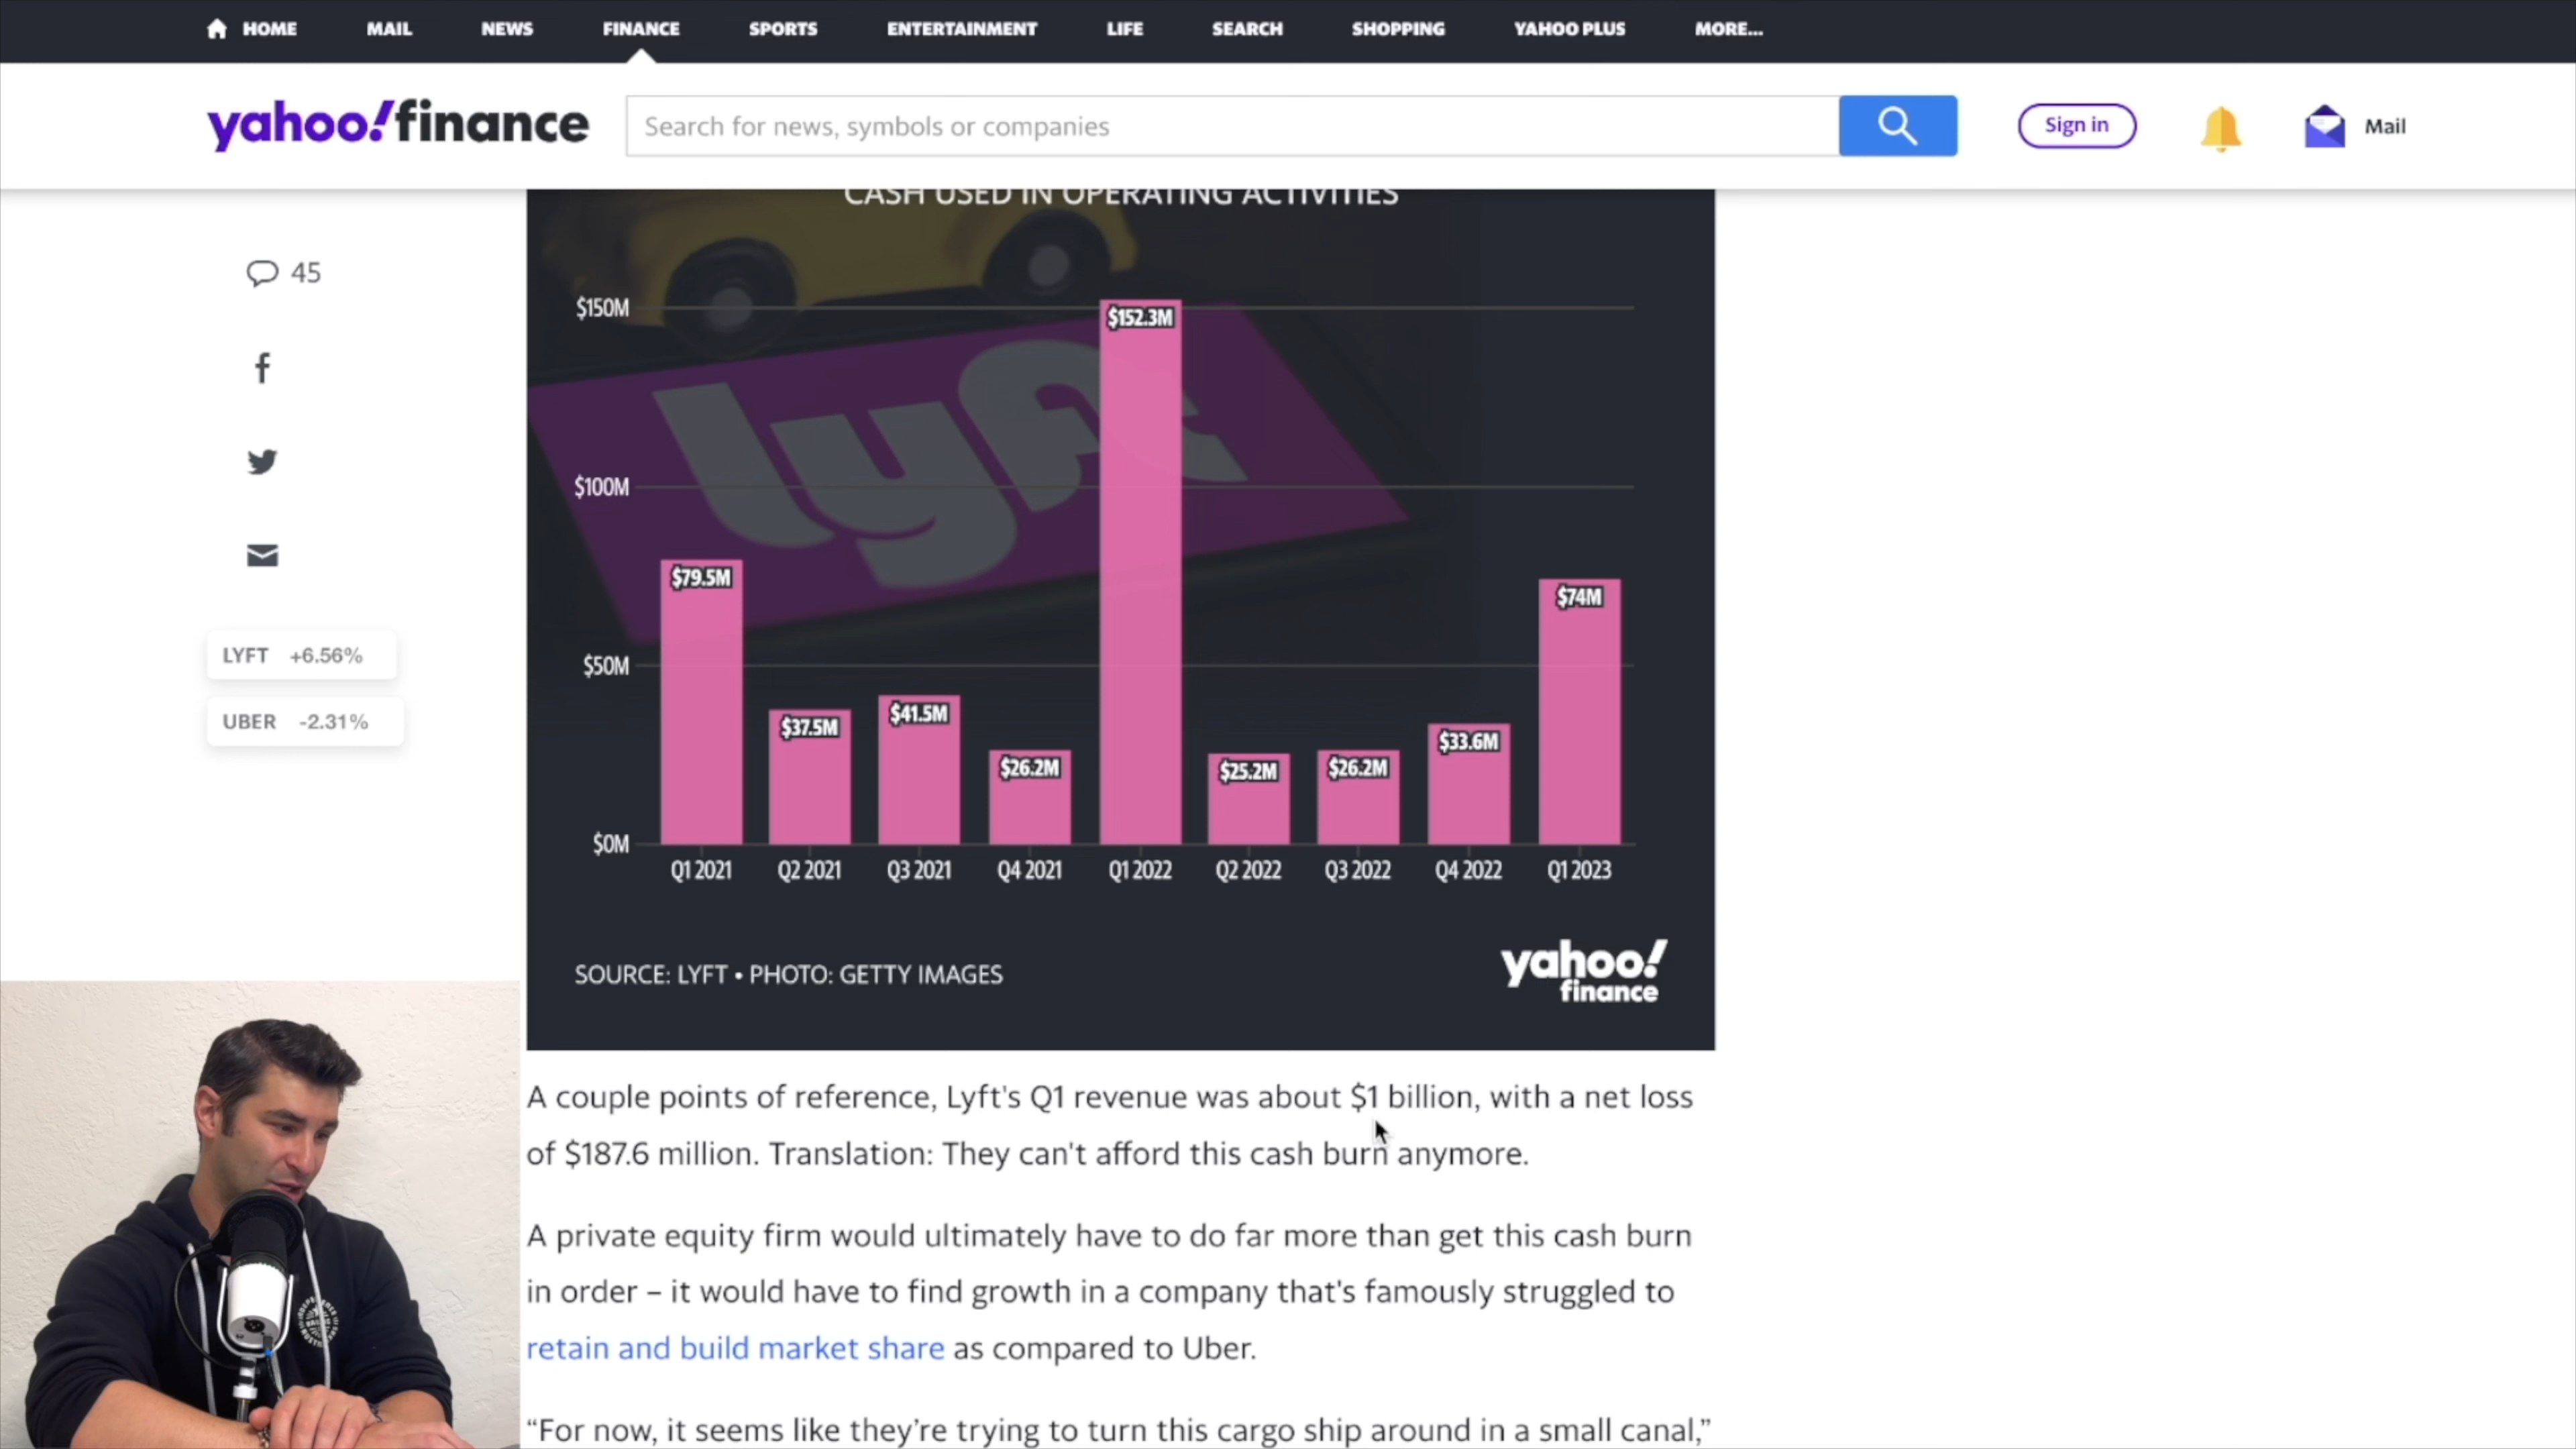 HOME MAIL NEWS FINANCE SPORTS ENTERTAINMENT LIFE SEARCH SHOPPING YAHOO PLUS MORE...
yahoo!finance
Search for news, symbols or companies
Sign in
Mail
45
LYFT +6.56%
UBER -2.31%
CASH USED IN OPERATING ACTIVITIES
lyft
$150M
$100M
$50M
$0M
$79.5M
$37.5M
$41.5M
$26.2M
$152.3M
$25.2M
$26.2M
$33.6M
$74M
Q1 2021 Q2 2021 Q3 2021 Q4 2021 Q1 2022 Q2 2022 Q3 2022 Q4 2022 Q1 2023
SOURCE: LYFT • PHOTO: GETTY IMAGES
yahoo!
finance
A couple points of reference, Lyft's Q1 revenue was about $1 billion, with a net loss
of $187.6 million. Translation: They can't afford this cash burn anymore.
A private equity firm would ultimately have to do far more than get this cash burn
in order – it would have to find growth in a company that's famously struggled to
retain and build market share as compared to Uber.
“For now, it seems like they're trying to turn this cargo ship around in a small canal,”